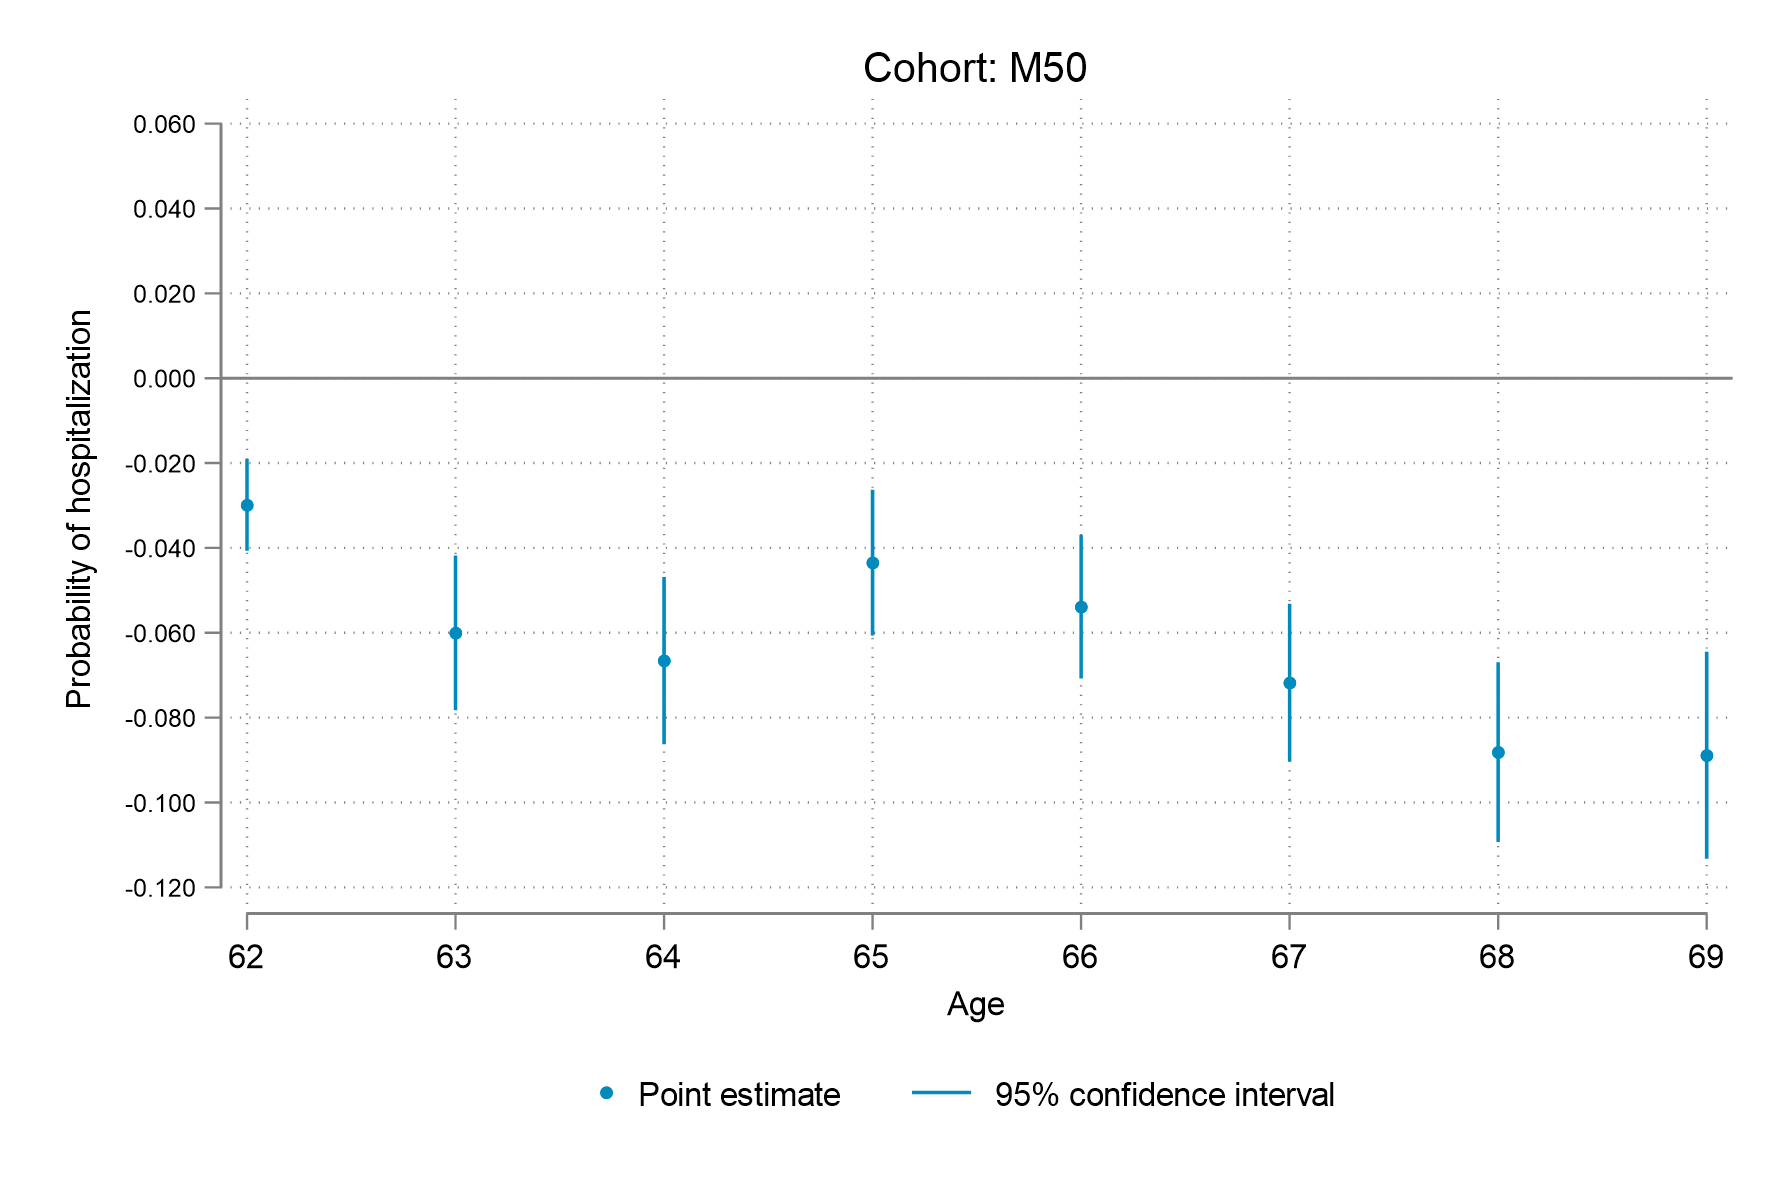 Cohort: M50
0.060
0.040
0.020
0.000
-0.020
-0.040
-0.060
-0.080
-0.100
-0.120
Probability of hospitalization
62 63 64 65 66 67 68 69
Age
Point estimate 95% confidence interval